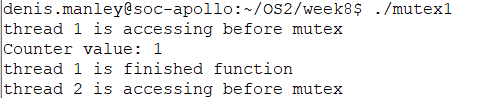 denis.manley@soc-apollo:~/OS2/week8$ ./mutex1
thread 1 is accessing before mutex
Counter value: 1
thread 1 is finished function
thread 2 is accessing before mutex